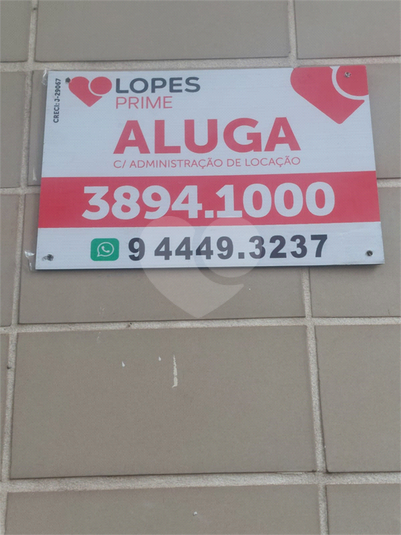 CRECI: J-29067
LOPES
PRIME
ALUGA
C/ ADMINISTRAÇÃO DE LOCAÇÃO
3894.1000
9 4449.3237